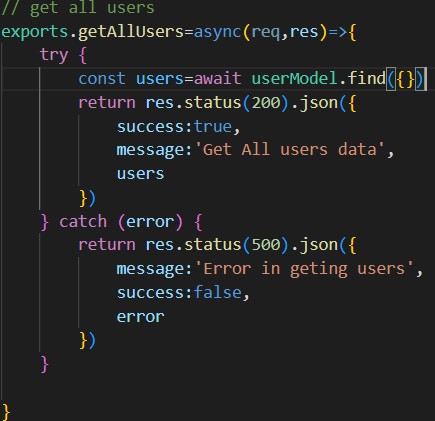 // get all users
exports.getAllUsers=async(req,res)=>{
    try {
        const users=await userModel.find({})
        return res.status(200).json({
            success:true,
            message:'Get All users data',
            users
        })
    } catch (error) {
        return res.status(500).json({
            message:'Error in geting users',
            success:false,
            error
        })
    }
}